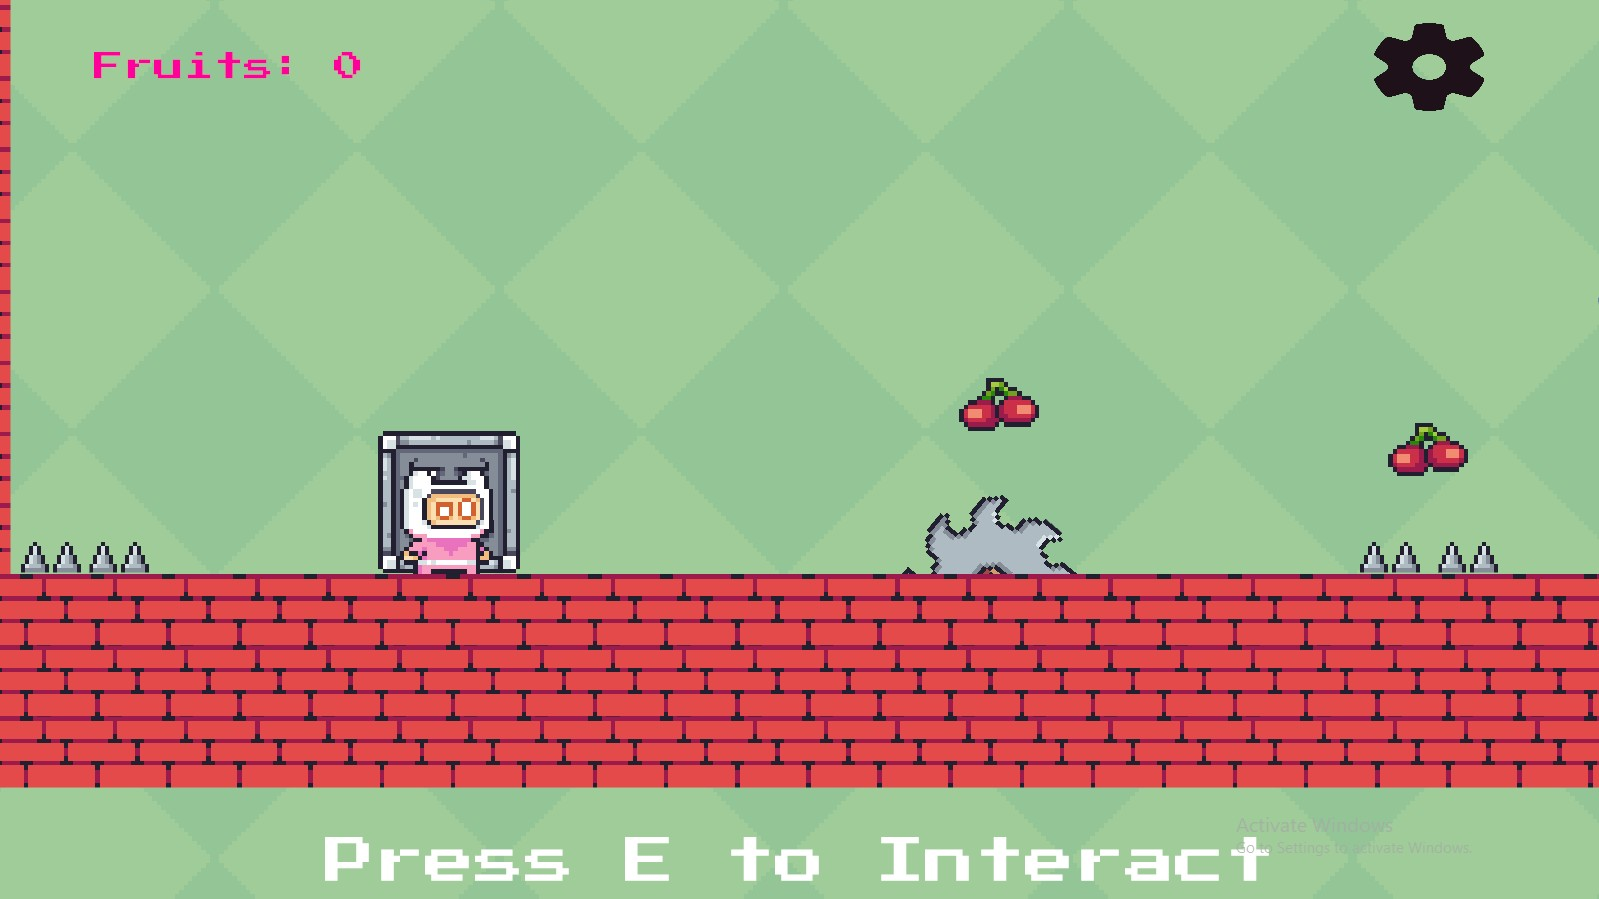 Fruits: 0
Activate Windows
Go to Settings to activate Windows.
Press E to Interact